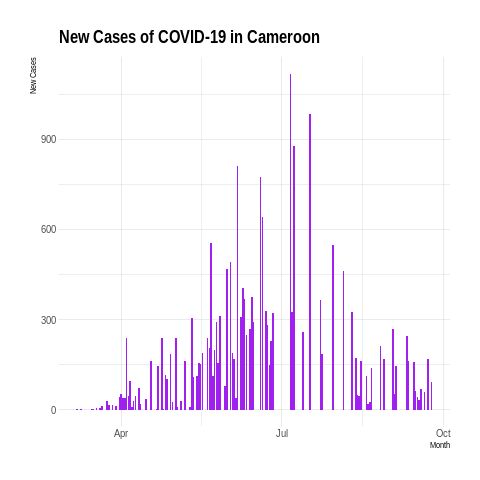 New Cases of COVID-19 in Cameroon
New Cases
900
600
300
0
Apr
Jul
Oct
Month